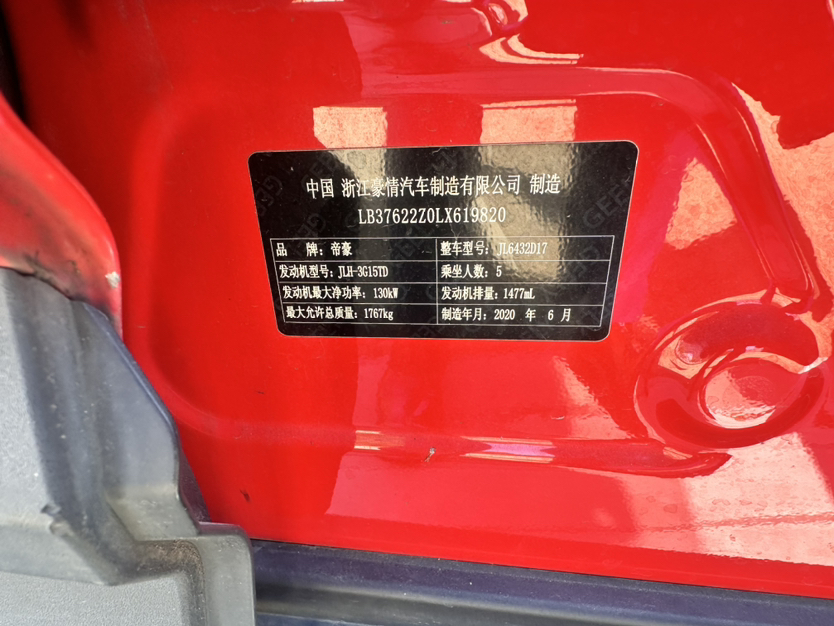 中国 浙江豪情汽车制造有限公司 制造
LB37622Z0LX619820
品 牌：帝豪 整车型号：JL6432D17
发动机型号：JLH-3G15TD 乘坐人数：5
发动机最大净功率：130kW 发动机排量：1477mL
最大允许总质量：1767kg 制造年月：2020 年 6 月